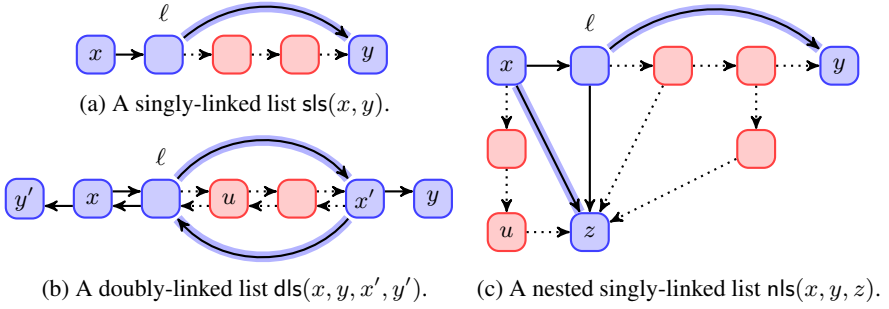 ℓ
x
y
(a) A singly-linked list sls(x, y).
ℓ
y′ x u x′ y
(b) A doubly-linked list dls(x, y, x′, y′).
ℓ
x
y
u
z
(c) A nested singly-linked list nls(x, y, z).